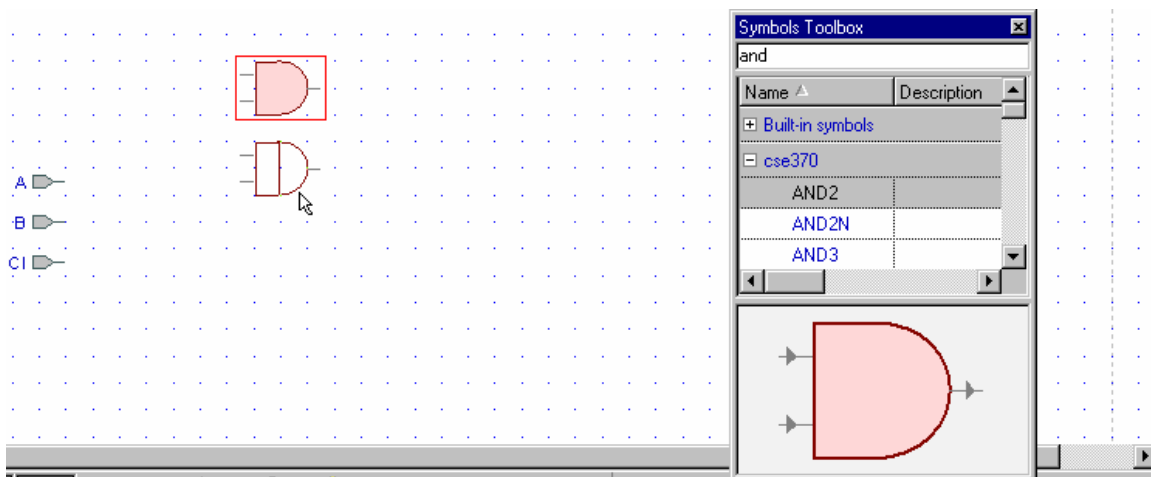 Symbols Toolbox
and
Name Description
Built-in symbols
cse370
AND2
AND2N
AND3
A
B
CI